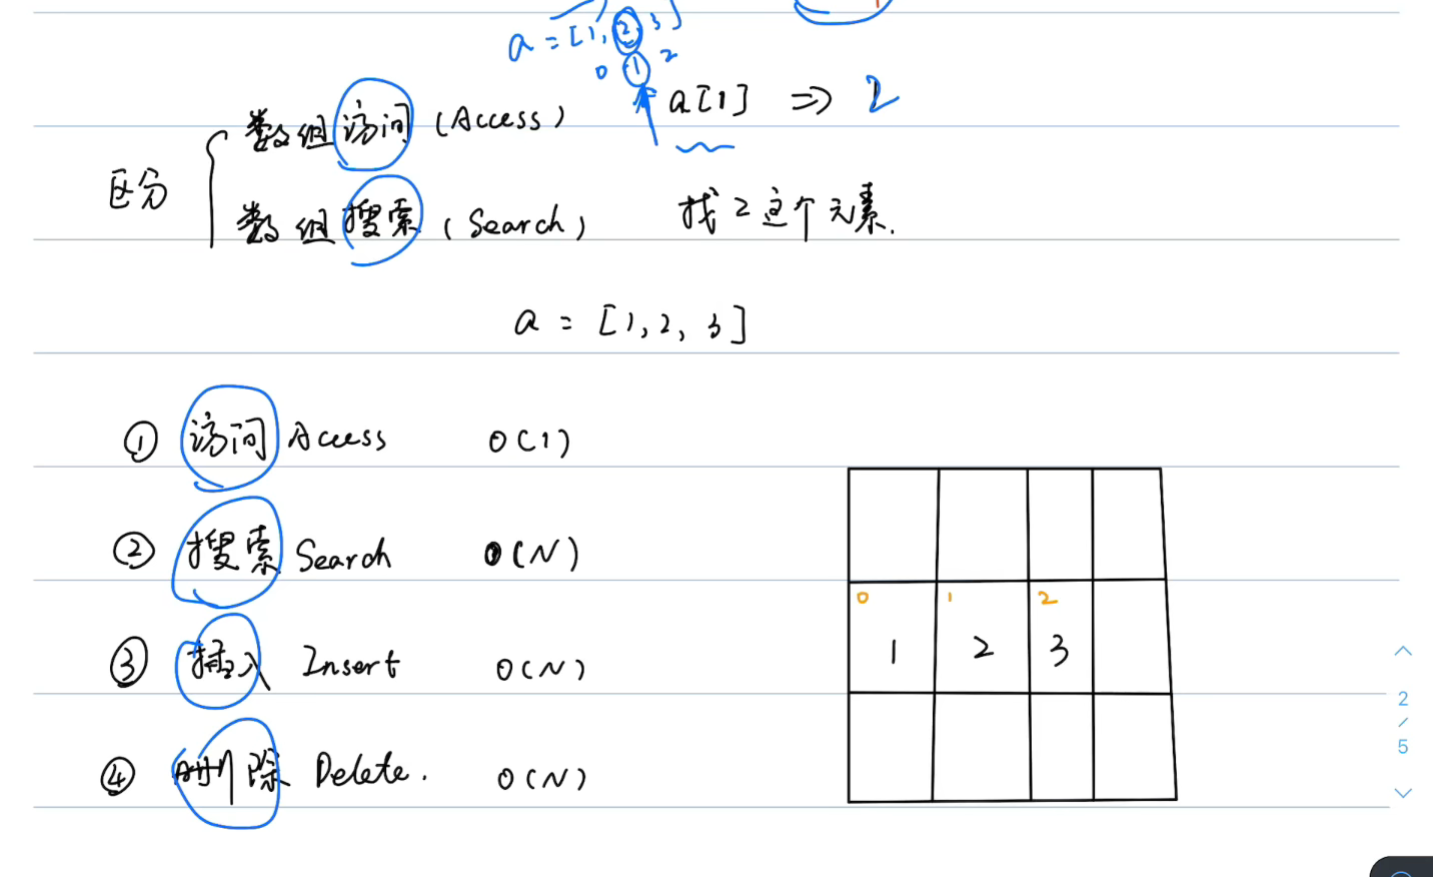 a = [1, 2, 3]
0 1 2
a[1] => 2
区分
数组访问 (Access)
数组搜索 (Search) 找2这个元素.
a = [1, 2, 3]
① 访问 Access O(1)
② 搜索 Search O(N)
③ 插入 Insert O(N)
④ 删除 Delete. O(N)
0 1 2
1 2 3
2
/
5